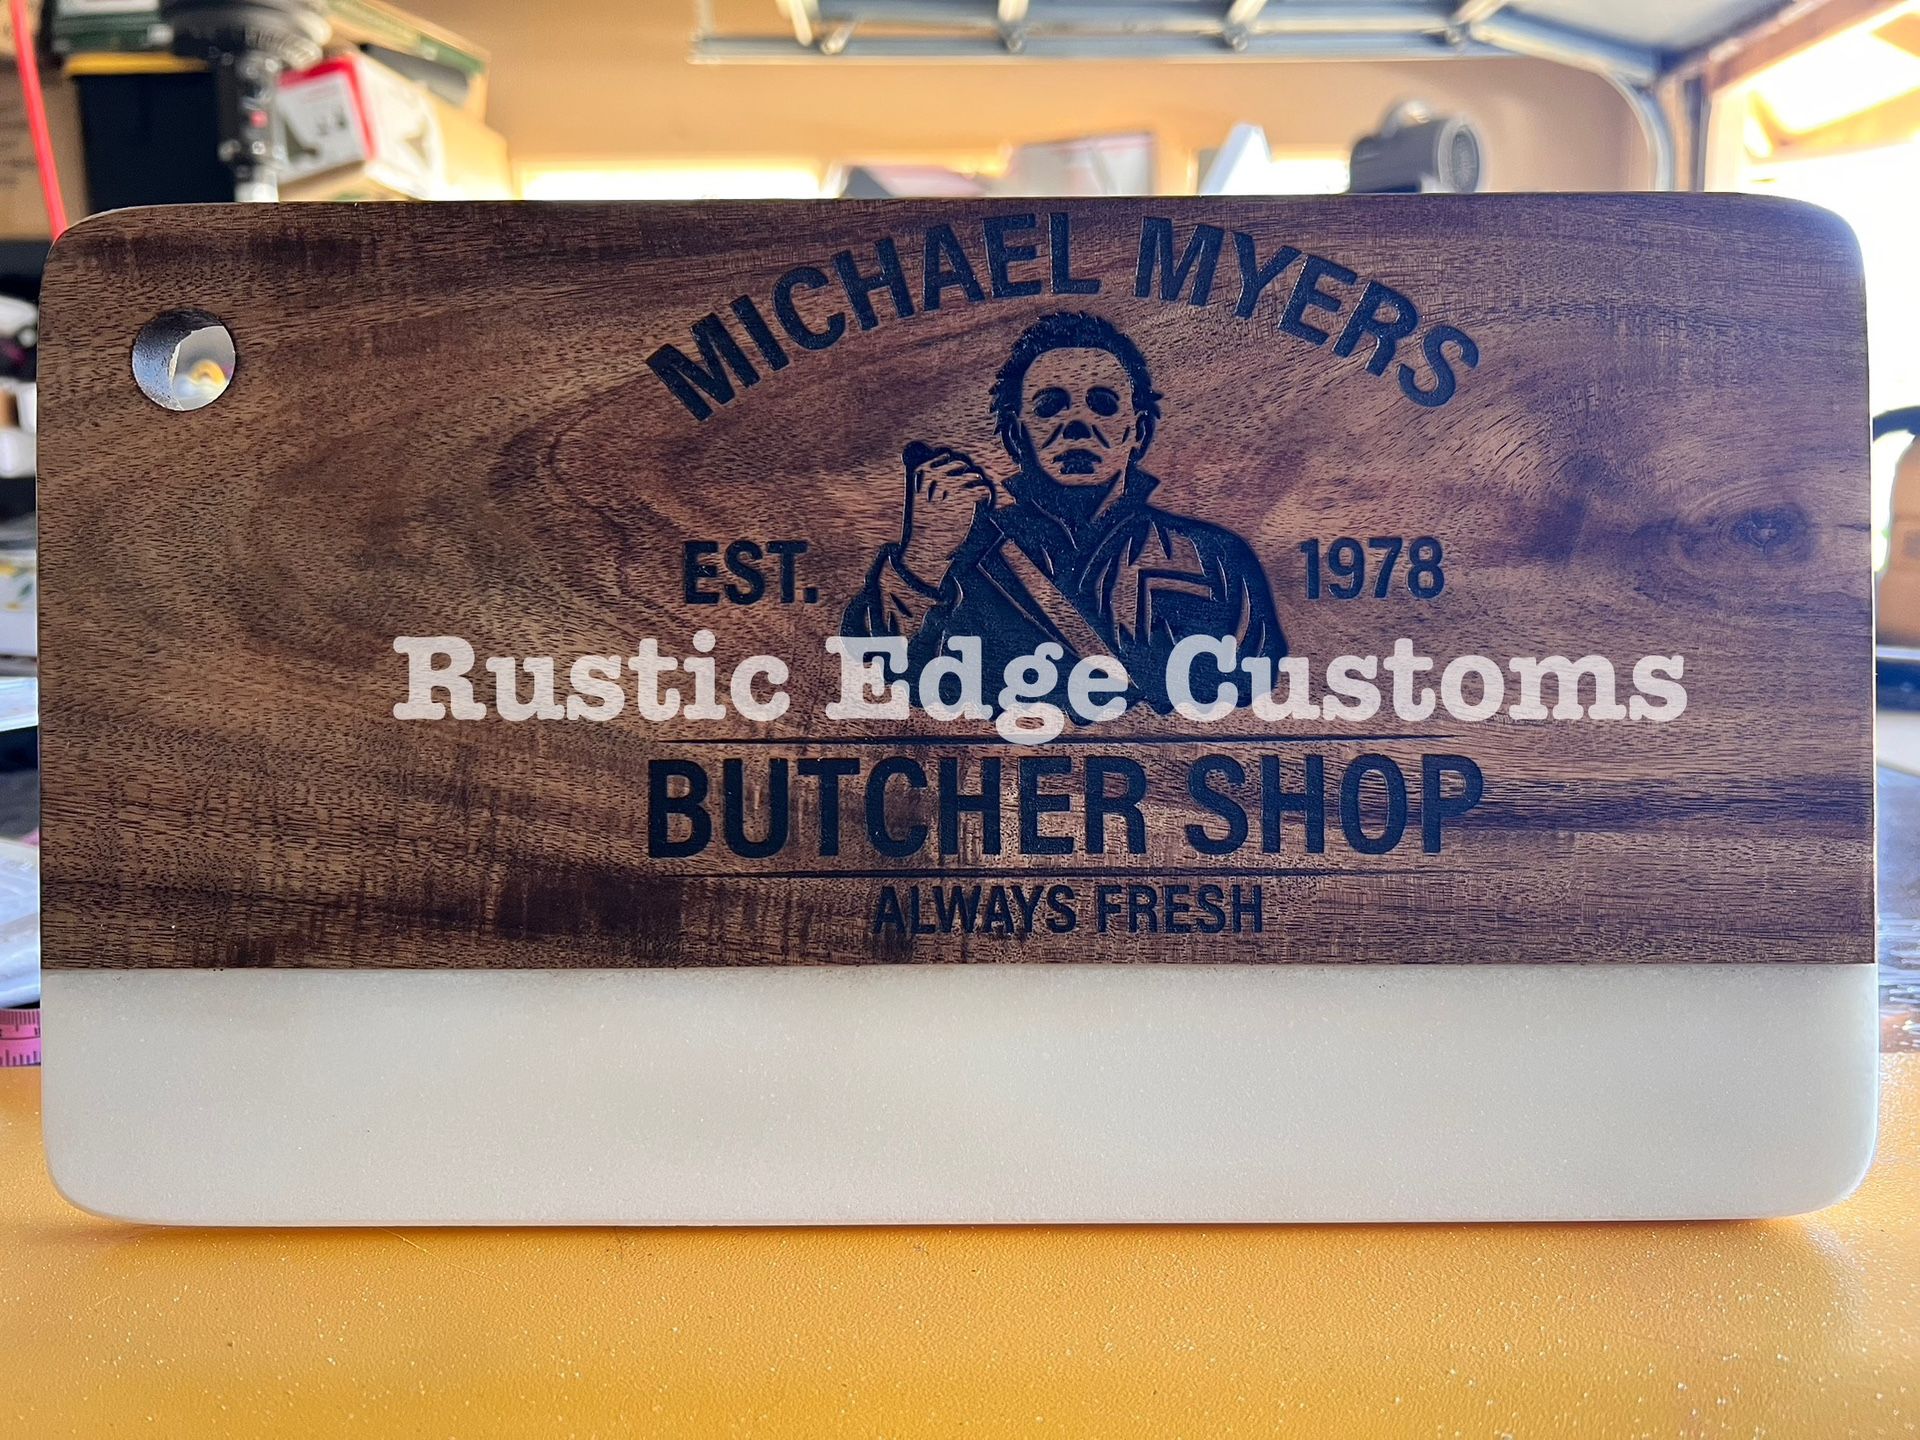 MICHAEL MYERS
EST. 1978
Rustic Edge Customs
BUTCHER SHOP
ALWAYS FRESH